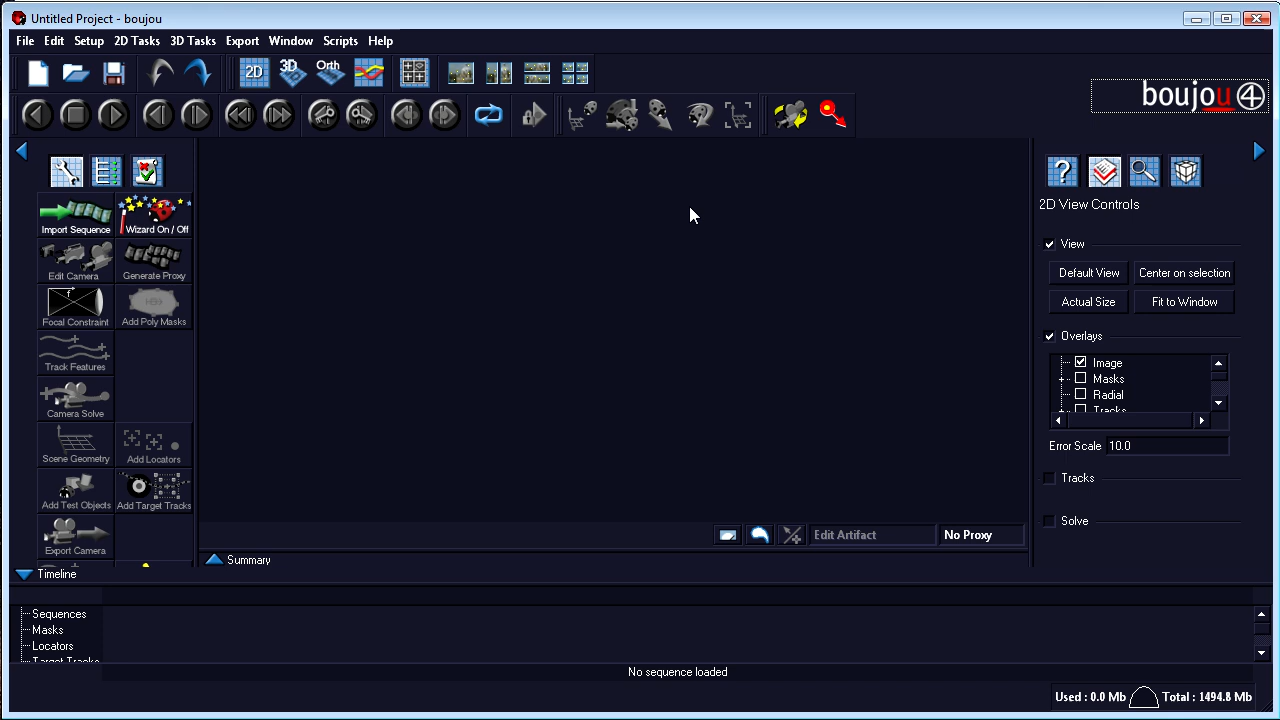 Untitled Project - boujou
File Edit Setup 2D Tasks 3D Tasks Export Window Scripts Help
2D 3D Orth
boujou 4
Import Sequence Wizard On / Off
Edit Camera Generate Proxy
Focal Constraint Add Poly Masks
Track Features
Camera Solve
Scene Geometry Add Locators
Add Test Objects Add Target Tracks
Export Camera
?
2D View Controls
View
Default View Center on selection
Actual Size Fit to Window
Overlays
Image
Masks
Radial
Tracks
Error Scale 10.0
Tracks
Solve
Edit Artifact No Proxy
Summary
Timeline
Sequences
Masks
Locators
Target Tracks
No sequence loaded
Used : 0.0 Mb Total : 1494.8 Mb